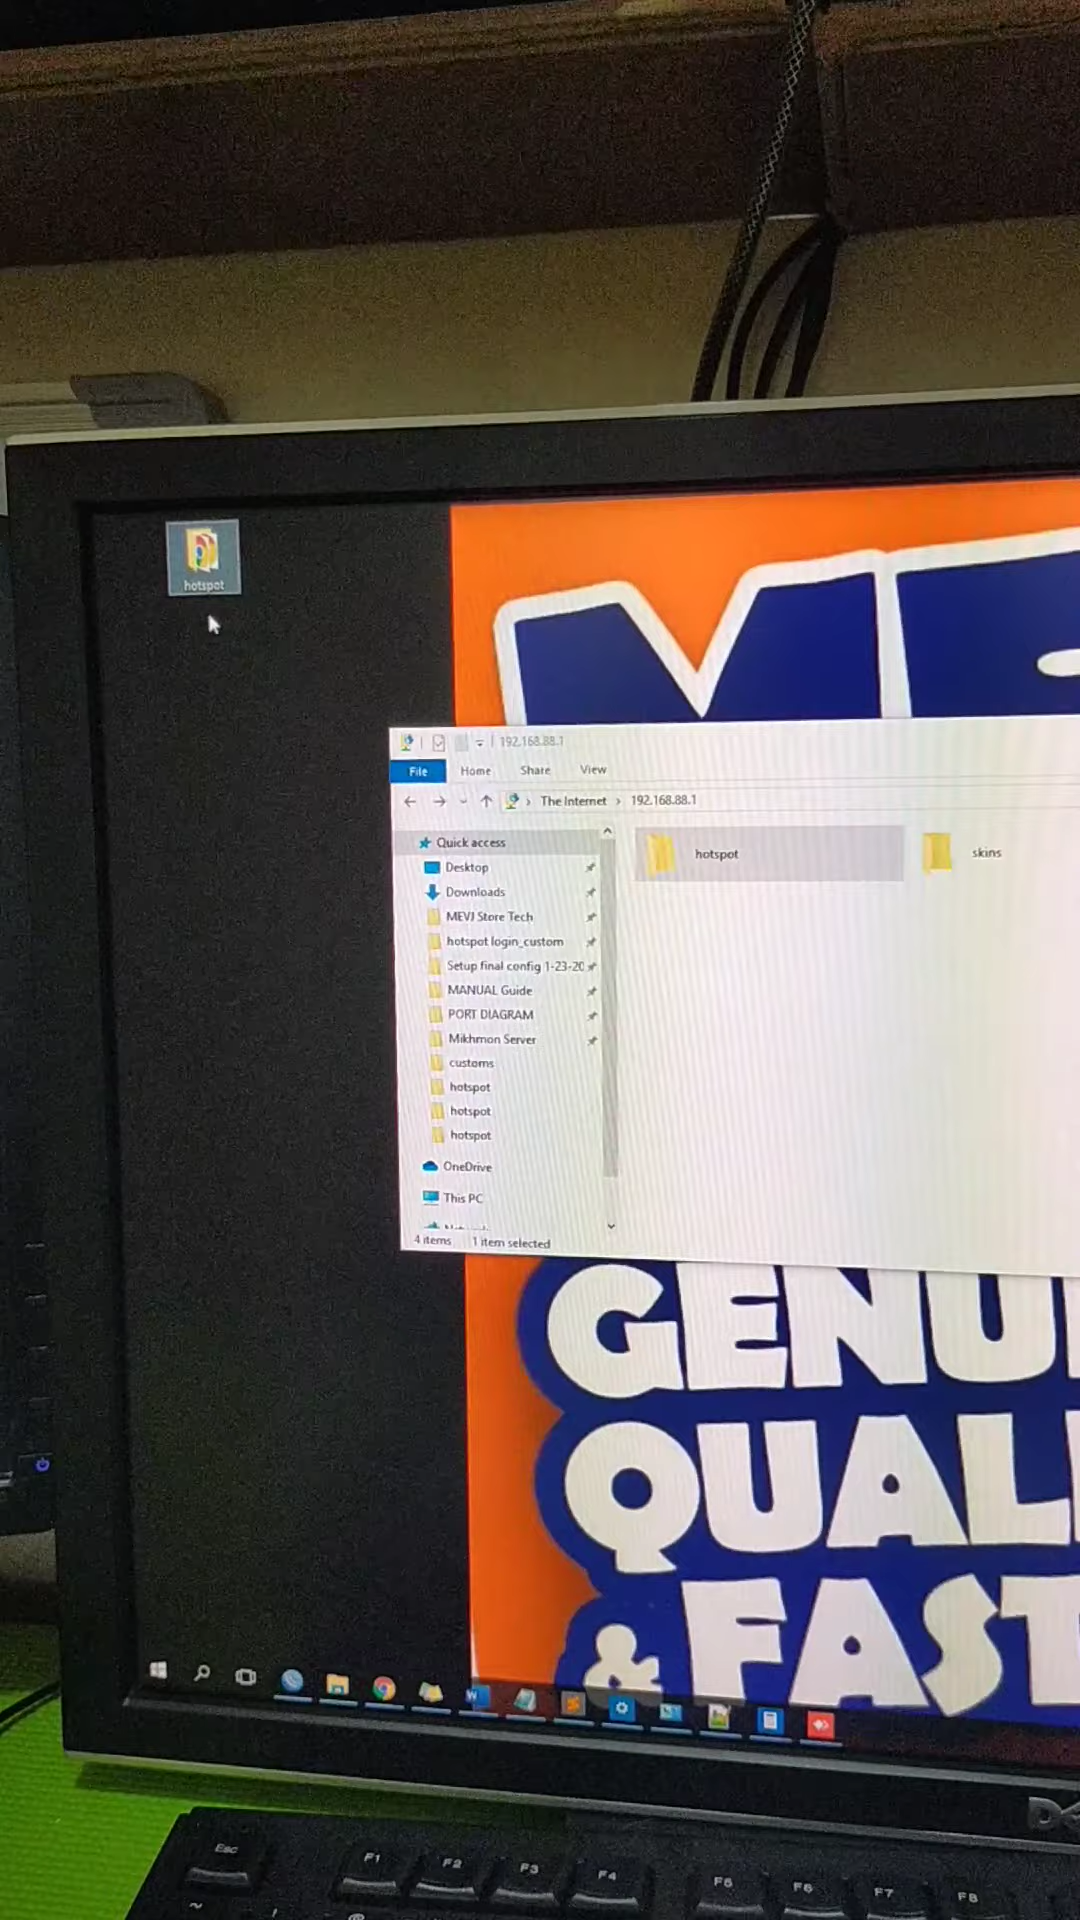 hotspot
192.168.88.1
File Home Share View
The Internet › 192.168.88.1
Quick access
Desktop
Downloads
MEVJ Store Tech
hotspot login_custom
Setup final config 1-23-20
MANUAL Guide
PORT DIAGRAM
Mikhmon Server
customs
hotspot
hotspot
hotspot
OneDrive
This PC
hotspot
skins
4 items 1 item selected
GENU
QUAL
& FAST
Esc F1 F2 F3 F4 F5 F6 F7 F8